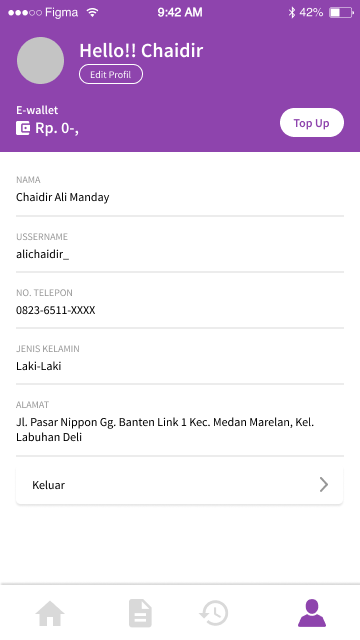 Figma
9:42 AM
42%
Hello!! Chaidir
Edit Profil
E-wallet
Rp. 0-,
Top Up
NAMA
Chaidir Ali Manday
USSERNAME
alichaidir_
NO. TELEPON
0823-6511-XXXX
JENIS KELAMIN
Laki-Laki
ALAMAT
Jl. Pasar Nippon Gg. Banten Link 1 Kec. Medan Marelan, Kel.
Labuhan Deli
Keluar